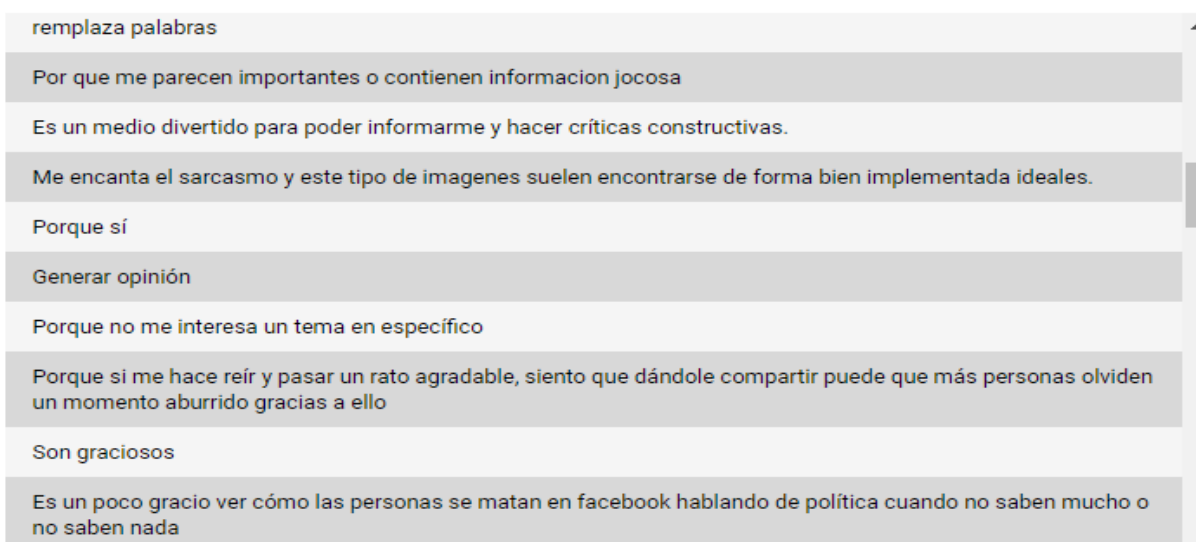 remplaza palabras
Por que me parecen importantes o contienen informacion jocosa
Es un medio divertido para poder informarme y hacer críticas constructivas.
Me encanta el sarcasmo y este tipo de imagenes suelen encontrarse de forma bien implementada ideales.
Porque sí
Generar opinión
Porque no me interesa un tema en específico
Porque si me hace reír y pasar un rato agradable, siento que dándole compartir puede que más personas olviden
un momento aburrido gracias a ello
Son graciosos
Es un poco gracio ver cómo las personas se matan en facebook hablando de política cuando no saben mucho o
no saben nada